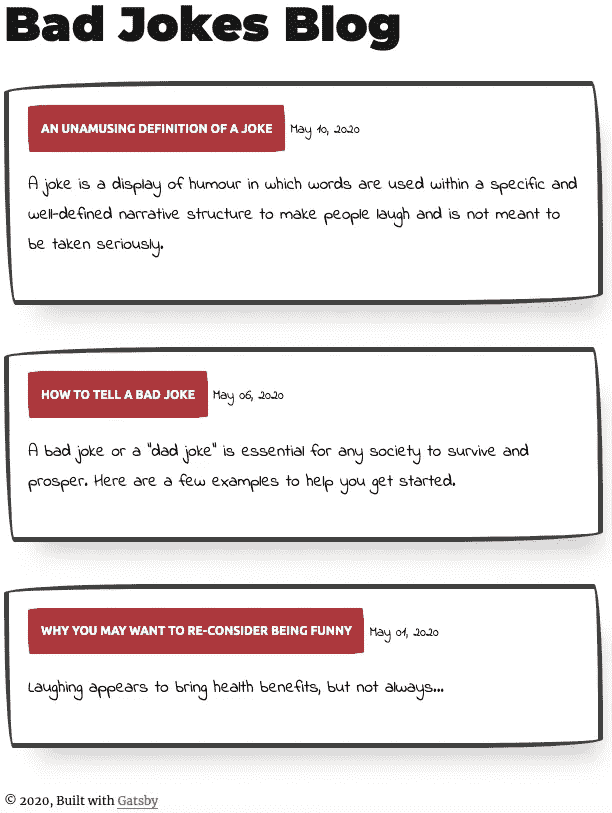 Bad Jokes Blog
AN UNAMUSING DEFINITION OF A JOKE May 10, 2020
A joke is a display of humour in which words are used within a specific and
well-defined narrative structure to make people laugh and is not meant to
be taken seriously.
HOW TO TELL A BAD JOKE May 06, 2020
A bad joke or a "dad joke" is essential for any society to survive and
prosper. Here are a few examples to help you get started.
WHY YOU MAY WANT TO RE-CONSIDER BEING FUNNY May 01, 2020
Laughing appears to bring health benefits, but not always...
© 2020, Built with Gatsby